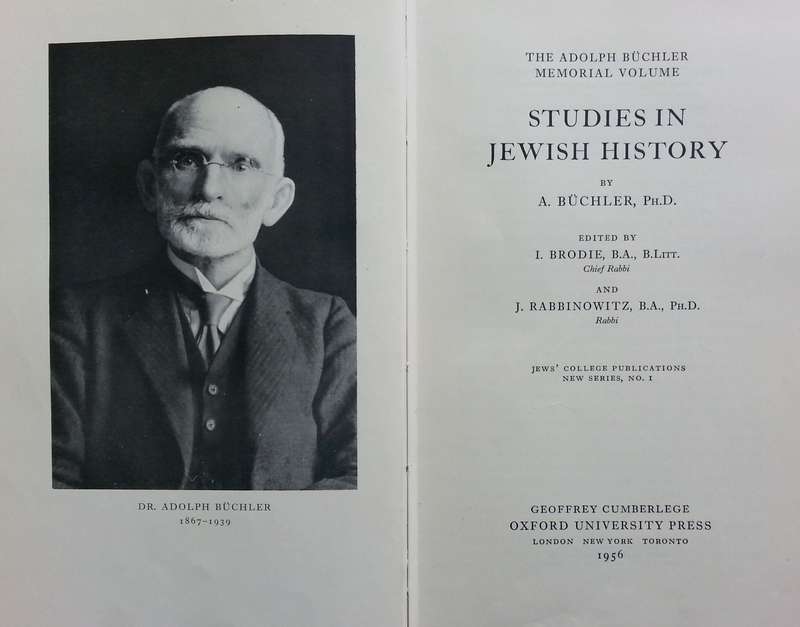 DR. ADOLPH BÜCHLER
1867–1939
THE ADOLPH BÜCHLER
MEMORIAL VOLUME
STUDIES IN
JEWISH HISTORY
BY
A. BÜCHLER, PH.D.
EDITED BY
I. BRODIE, B.A., B.LITT.
Chief Rabbi
AND
J. RABBINOWITZ, B.A., PH.D.
Rabbi
JEWS' COLLEGE PUBLICATIONS
NEW SERIES, NO. 1
GEOFFREY CUMBERLEGE
OXFORD UNIVERSITY PRESS
LONDON NEW YORK TORONTO
1956